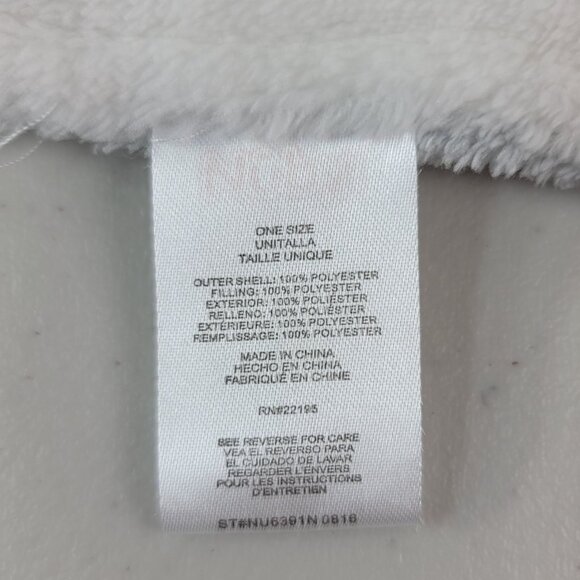 ONE SIZE
UNITALLA
TAILLE UNIQUE
OUTER SHELL: 100% POLYESTER
FILLING: 100% POLYESTER
EXTERIOR: 100% POLIÉSTER
RELLENO: 100% POLIÉSTER
EXTÉRIEURE: 100% POLYESTER
REMPLISSAGE: 100% POLYESTER
MADE IN CHINA
HECHO EN CHINA
FABRIQUÉ EN CHINE
RN#22195
SEE REVERSE FOR CARE
VEA EL REVERSO PARA
EL CUIDADO DE LAVAR
REGARDER L'ENVERS
POUR LES INSTRUCTIONS
D'ENTRETIEN
ST#NU6391N 0816